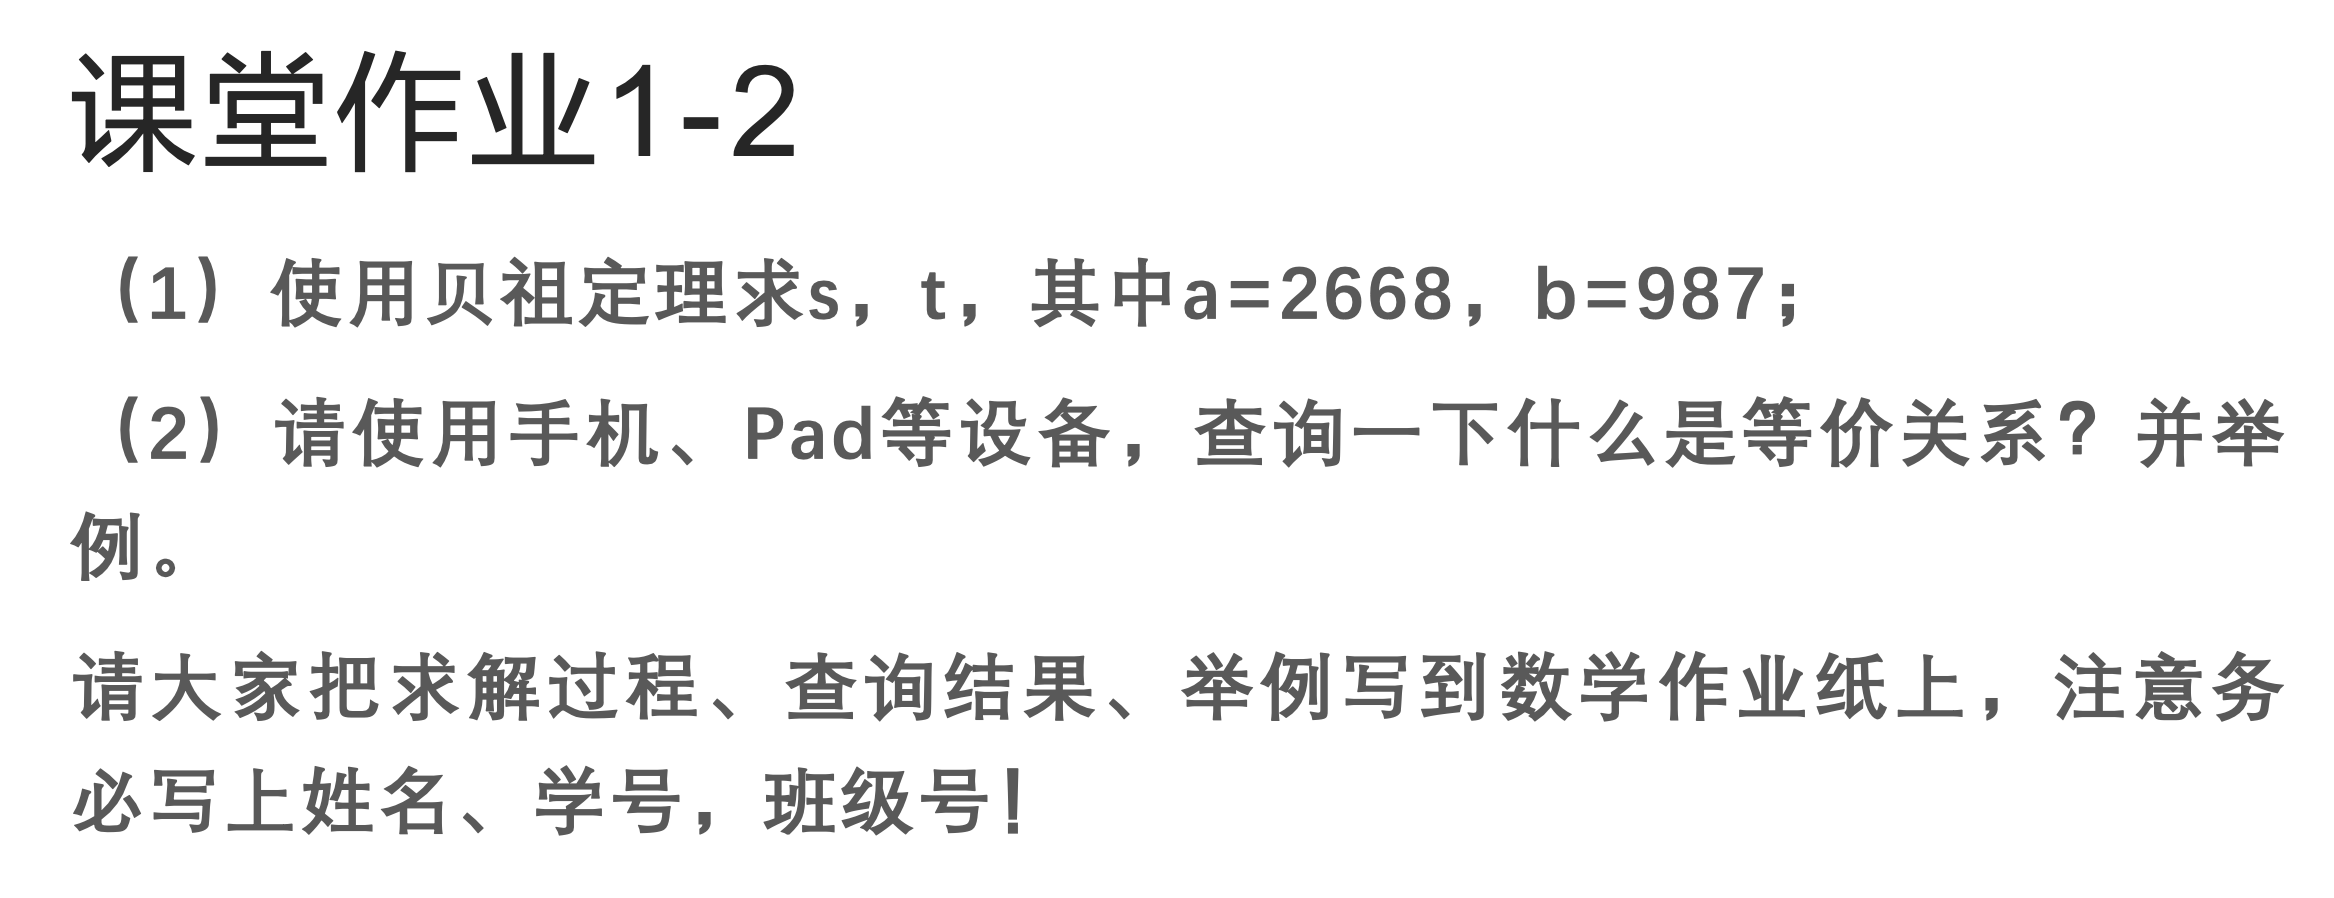 课堂作业1-2
（1）使用贝祖定理求s，t，其中a=2668，b=987；
（2）请使用手机、Pad等设备，查询一下什么是等价关系？并举
例。
请大家把求解过程、查询结果、举例写到数学作业纸上，注意务
必写上姓名、学号，班级号！